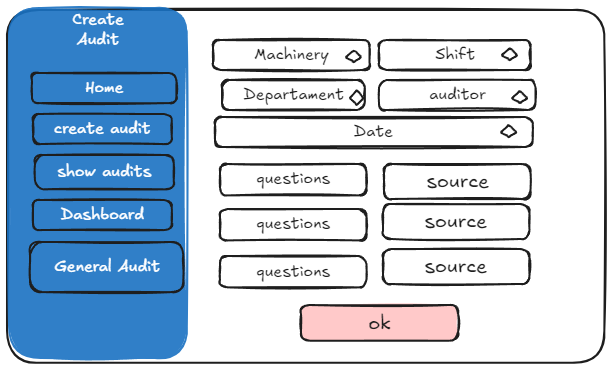 Create
Audit
Home
create audit
show audits
Dashboard
General Audit
Machinery
Shift
Departament
auditor
Date
questions
source
questions
source
questions
source
ok